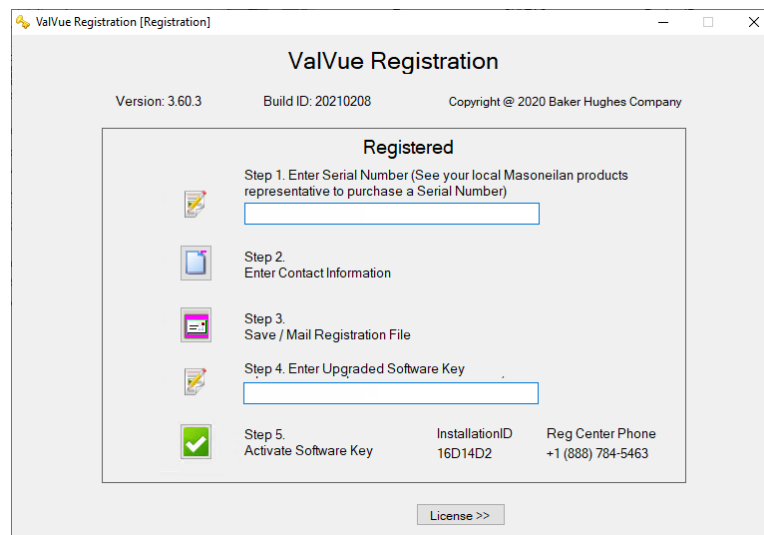 ValVue Registration [Registration]
ValVue Registration
Version: 3.60.3 Build ID: 20210208 Copyright @ 2020 Baker Hughes Company
Registered
Step 1. Enter Serial Number (See your local Masoneilan products
representative to purchase a Serial Number)
Step 2.
Enter Contact Information
Step 3.
Save / Mail Registration File
Step 4. Enter Upgraded Software Key
Step 5. InstallationID Reg Center Phone
Activate Software Key 16D14D2 +1 (888) 784-5463
License >>